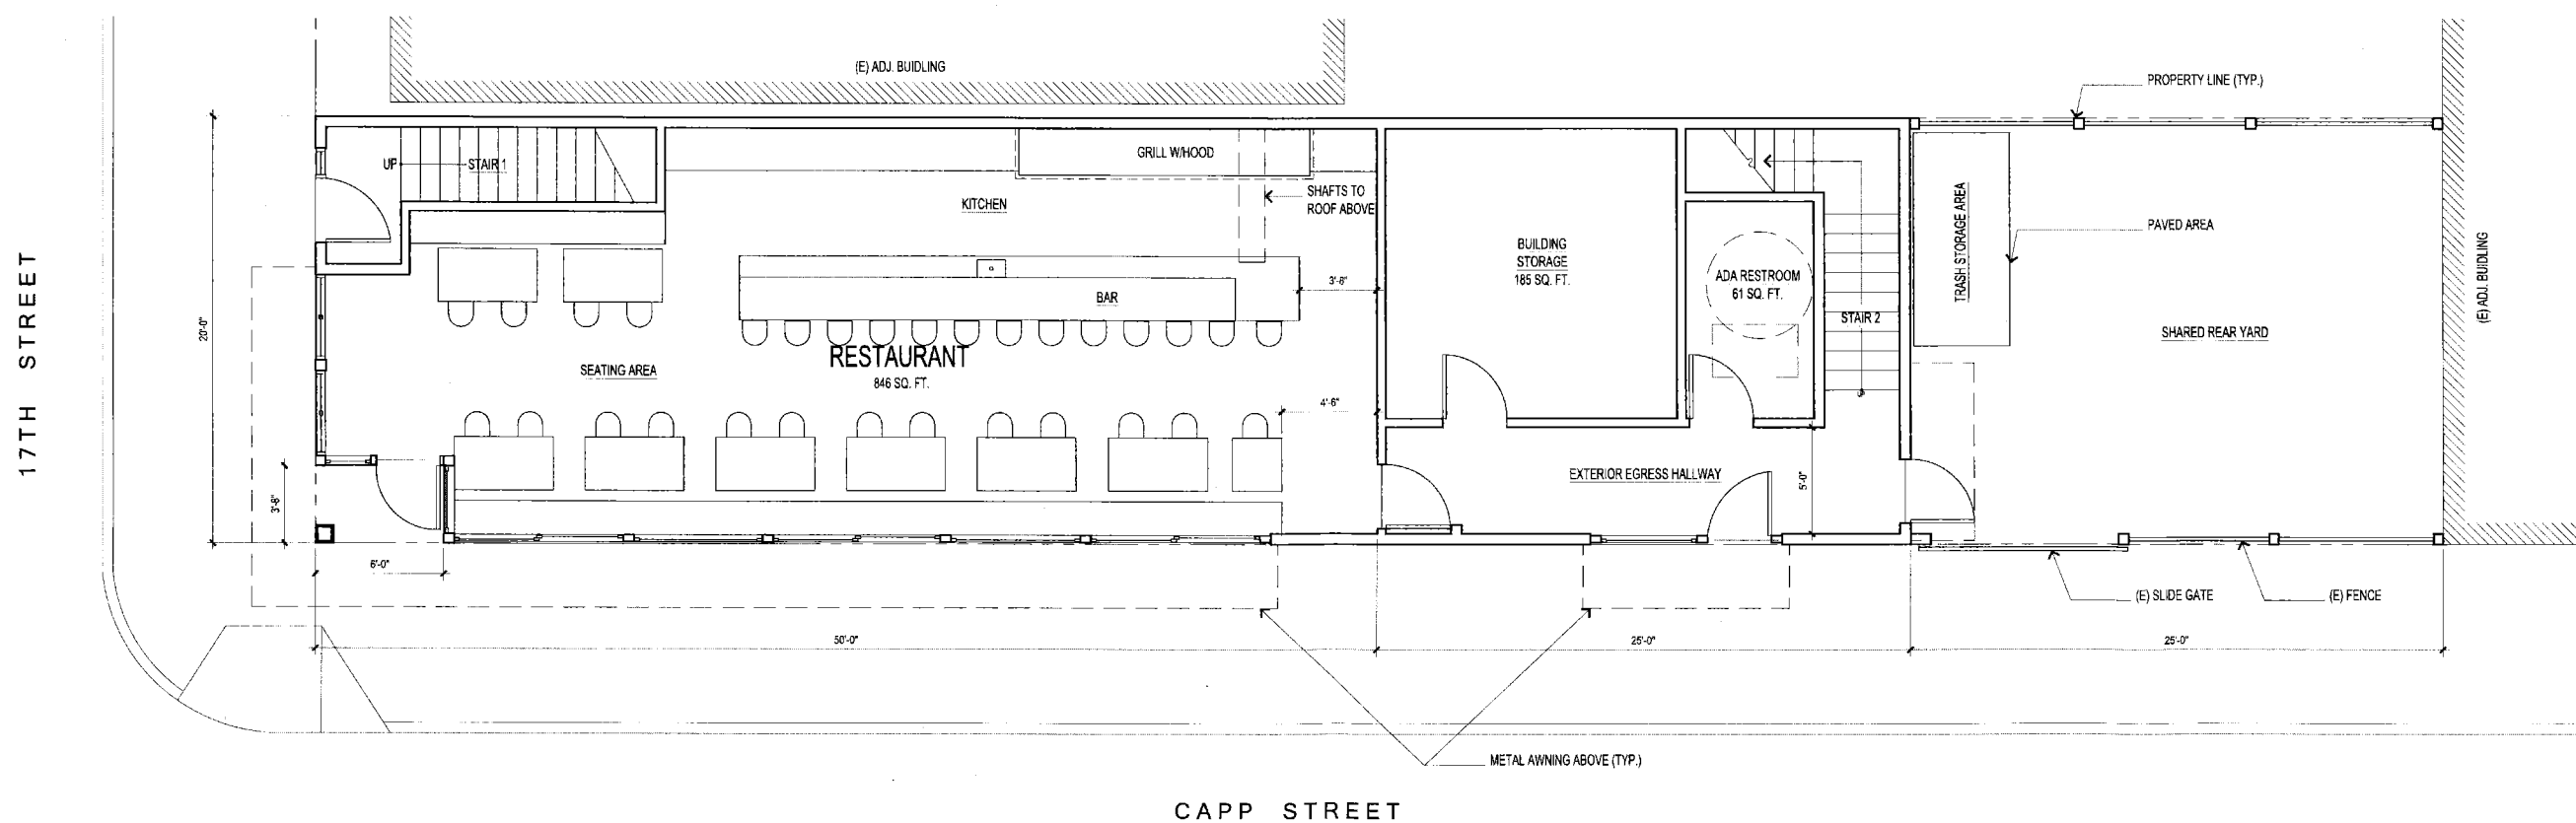 (E) ADJ. BUIDLING
PROPERTY LINE (TYP.)
GRILL W/HOOD
UP
STAIR 1
SHAFTS TO
ROOF ABOVE
KITCHEN
TRASH STORAGE AREA
PAVED AREA
17TH STREET
20'-0"
BUILDING
STORAGE
185 SQ. FT.
ADA RESTROOM
61 SQ. FT.
(E) ADJ. BUIDLING
3'-6"
BAR
STAIR 2
SHARED REAR YARD
RESTAURANT
846 SQ. FT.
SEATING AREA
4'-6"
EXTERIOR EGRESS HALLWAY
5'-0"
3'-8"
6'-0"
(E) SLIDE GATE
(E) FENCE
50'-0"
25'-0"
25'-0"
METAL AWNING ABOVE (TYP.)
CAPP STREET